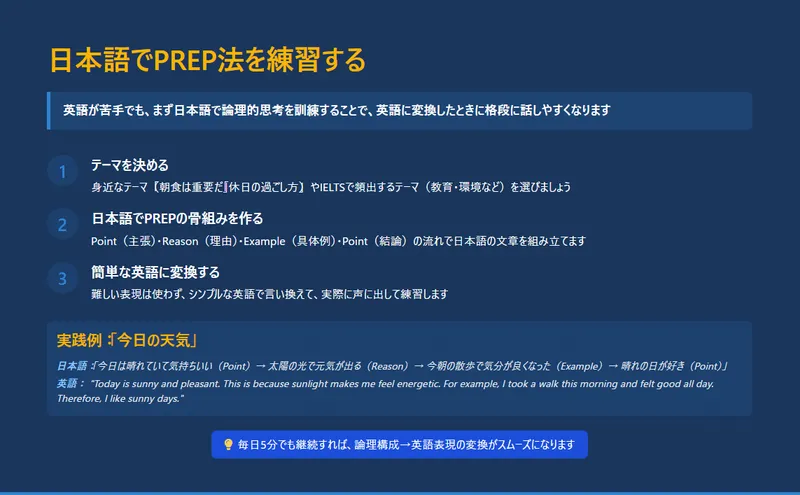 日本語でPREP法を練習する
英語が苦手でも、まず日本語で論理的思考を訓練することで、英語に変換したときに格段に話しやすくなります
1
テーマを決める
身近なテーマ『朝食は重要だ』『休日の過ごし方』やIELTSで頻出するテーマ（教育・環境など）を選びましょう
2
日本語でPREPの骨組みを作る
Point（主張）・Reason（理由）・Example（具体例）・Point（結論）の流れで日本語の文章を組み立てます
3
簡単な英語に変換する
難しい表現は使わず、シンプルな英語で言い換えて、実際に声に出して練習します
実践例：「今日の天気」
日本語：「今日は晴れていて気持ちいい（Point）→ 太陽の光で元気が出る（Reason）→ 今朝の散歩で気分が良くなった（Example）→ 晴れの日が好き（Point）」
英語： "Today is sunny and pleasant. This is because sunlight makes me feel energetic. For example, I took a walk this morning and felt good all day.
Therefore, I like sunny days."
💡 毎日5分でも継続すれば、論理構成→英語表現の変換がスムーズになります